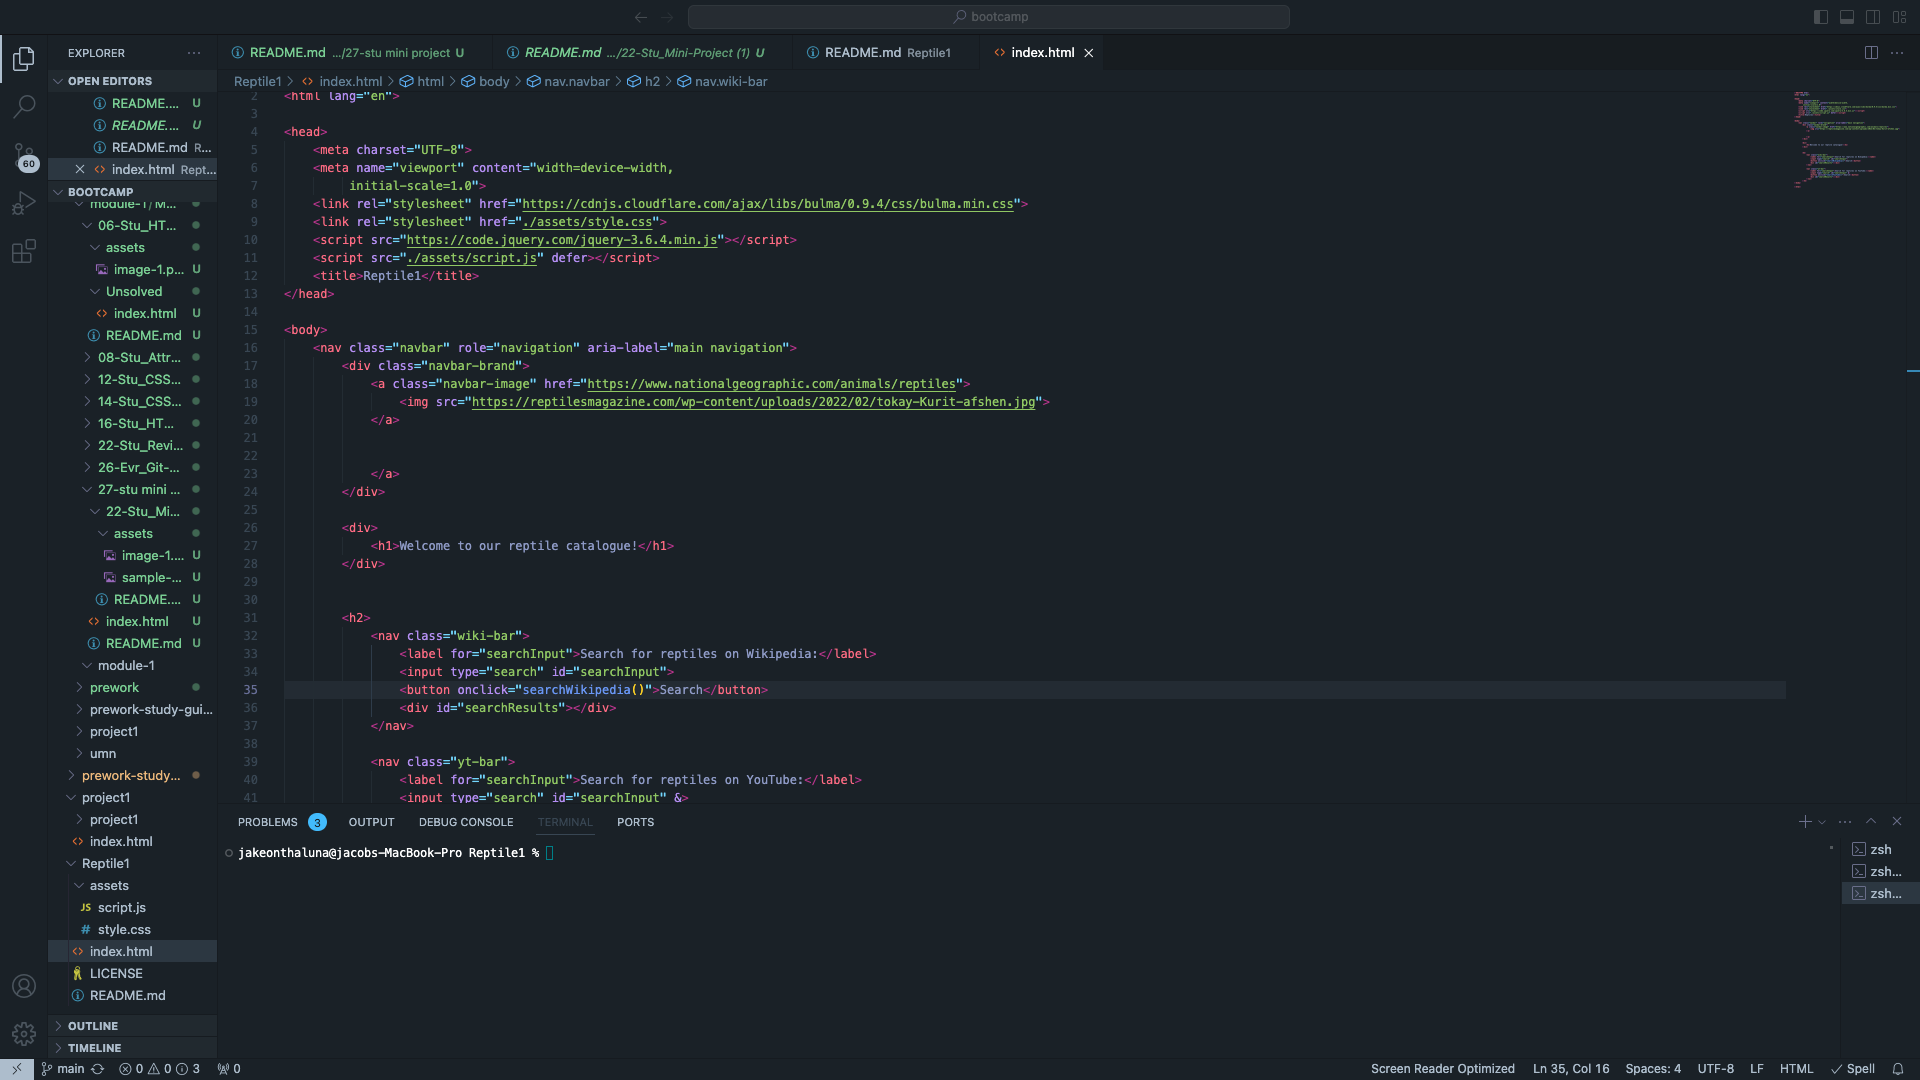 bootcamp
EXPLORER
OPEN EDITORS
README.... U
README.... U
README.md R...
index.html Rept...
60
BOOTCAMP
module-1 / M...
06-Stu_HT...
assets
image-1.p... U
Unsolved
index.html U
README.md U
08-Stu_Attr...
12-Stu_CSS...
14-Stu_CSS...
16-Stu_HT...
22-Stu_Revi...
26-Evr_Git-...
27-stu mini ...
22-Stu_Mi...
assets
image-1.... U
sample-... U
README.... U
index.html U
README.md U
module-1
prework
prework-study-gui...
project1
umn
prework-study...
project1
project1
index.html
Reptile1
assets
JS script.js
# style.css
index.html
LICENSE
README.md
OUTLINE
TIMELINE
README.md .../27-stu mini project U
README.md .../22-Stu_Mini-Project (1) U
README.md Reptile1
index.html
Reptile1 > index.html > html > body > nav.navbar > h2 > nav.wiki-bar
2 <html lang="en">
3
4 <head>
5 <meta charset="UTF-8">
6 <meta name="viewport" content="width=device-width,
7 initial-scale=1.0">
8 <link rel="stylesheet" href="https://cdnjs.cloudflare.com/ajax/libs/bulma/0.9.4/css/bulma.min.css">
9 <link rel="stylesheet" href="./assets/style.css">
10 <script src="https://code.jquery.com/jquery-3.6.4.min.js"></script>
11 <script src="./assets/script.js" defer></script>
12 <title>Reptile1</title>
13 </head>
14
15 <body>
16 <nav class="navbar" role="navigation" aria-label="main navigation">
17 <div class="navbar-brand">
18 <a class="navbar-image" href="https://www.nationalgeographic.com/animals/reptiles">
19 <img src="https://reptilesmagazine.com/wp-content/uploads/2022/02/tokay-Kurit-afshen.jpg">
20 </a>
21
22
23 </a>
24 </div>
25
26 <div>
27 <h1>Welcome to our reptile catalogue!</h1>
28 </div>
29
30
31 <h2>
32 <nav class="wiki-bar">
33 <label for="searchInput">Search for reptiles on Wikipedia:</label>
34 <input type="search" id="searchInput">
35 <button onclick="searchWikipedia()">Search</button>
36 <div id="searchResults"></div>
37 </nav>
38
39 <nav class="yt-bar">
40 <label for="searchInput">Search for reptiles on YouTube:</label>
41 <input type="search" id="searchInput" &>
PROBLEMS 3 OUTPUT DEBUG CONSOLE TERMINAL PORTS
jakeonthaluna@jacobs-MacBook-Pro Reptile1 %
zsh
zsh...
zsh...
main 0 0 3 0
Screen Reader Optimized Ln 35, Col 16 Spaces: 4 UTF-8 LF HTML Spell